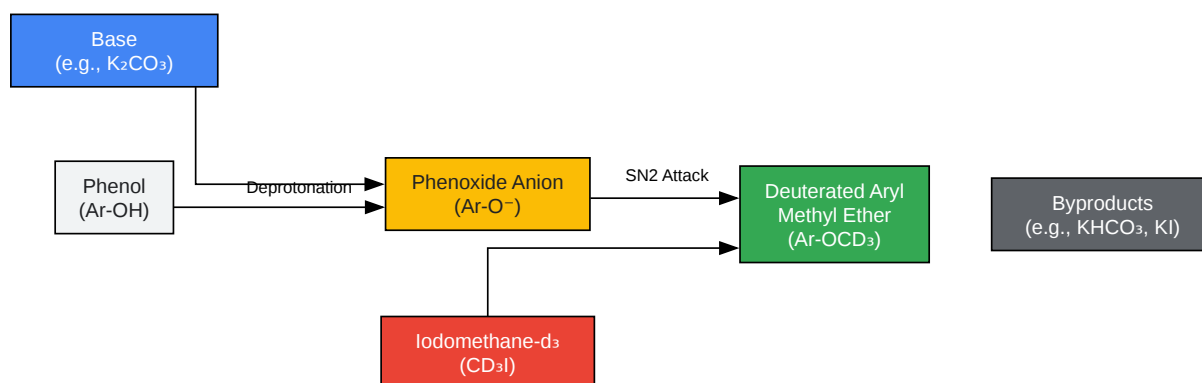 Base
(e.g., K₂CO₃)
Phenol
(Ar-OH)
Deprotonation
Phenoxide Anion
(Ar-O⁻)
SN2 Attack
Deuterated Aryl
Methyl Ether
(Ar-OCD₃)
Byproducts
(e.g., KHCO₃, KI)
Iodomethane-d₃
(CD₃I)